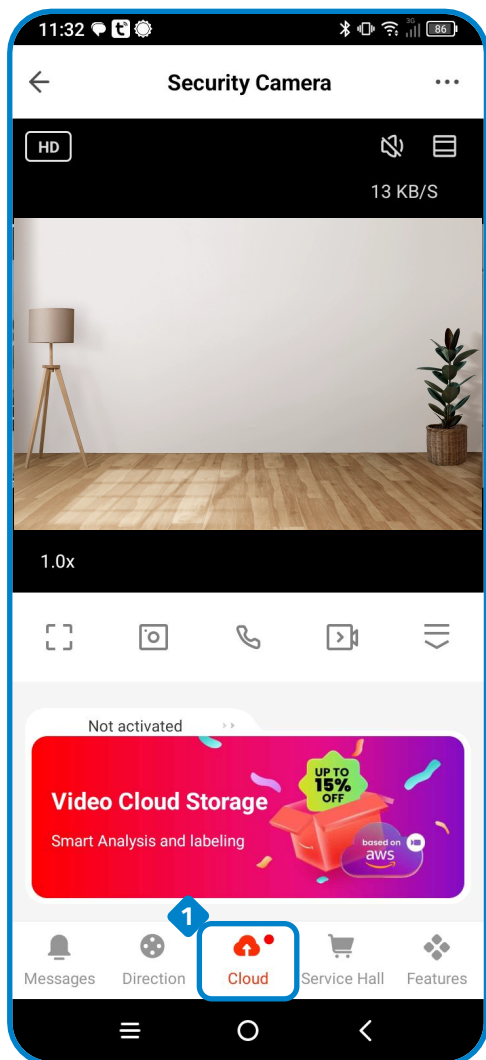 11:32
3G
86
Security Camera
HD
13 KB/S
1.0x
Not activated
Video Cloud Storage
Smart Analysis and labeling
UP TO
15%
OFF
based on
aws
1
Messages
Direction
Cloud
Service Hall
Features